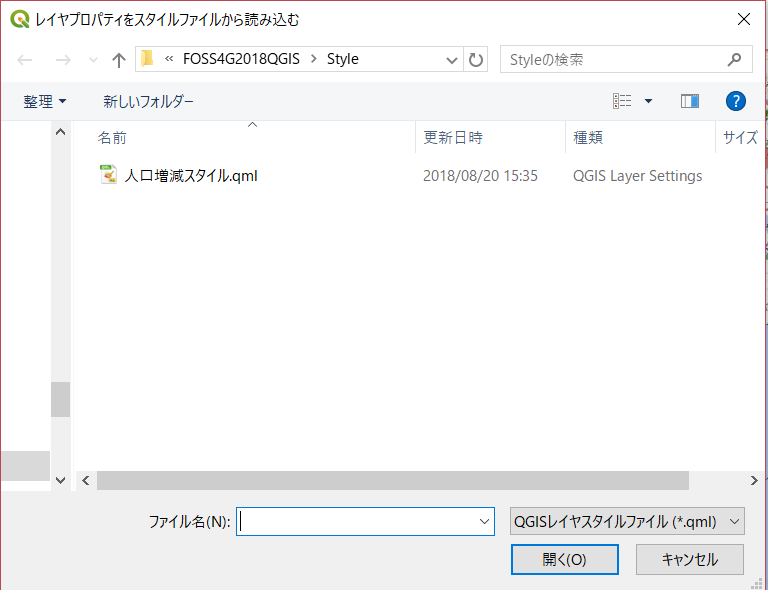 レイヤプロパティをスタイルファイルから読み込む
« FOSS4G2018QGIS > Style
Styleの検索
整理 新しいフォルダー
名前 更新日時 種類 サイズ
人口増減スタイル.qml 2018/08/20 15:35 QGIS Layer Settings
ファイル名(N): QGISレイヤスタイルファイル (*.qml)
開く(O) キャンセル